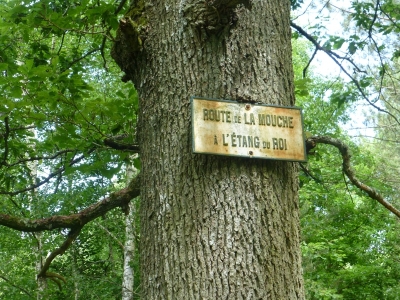 ROUTE DE LA MOUCHE
À L'ÉTANG DU ROI